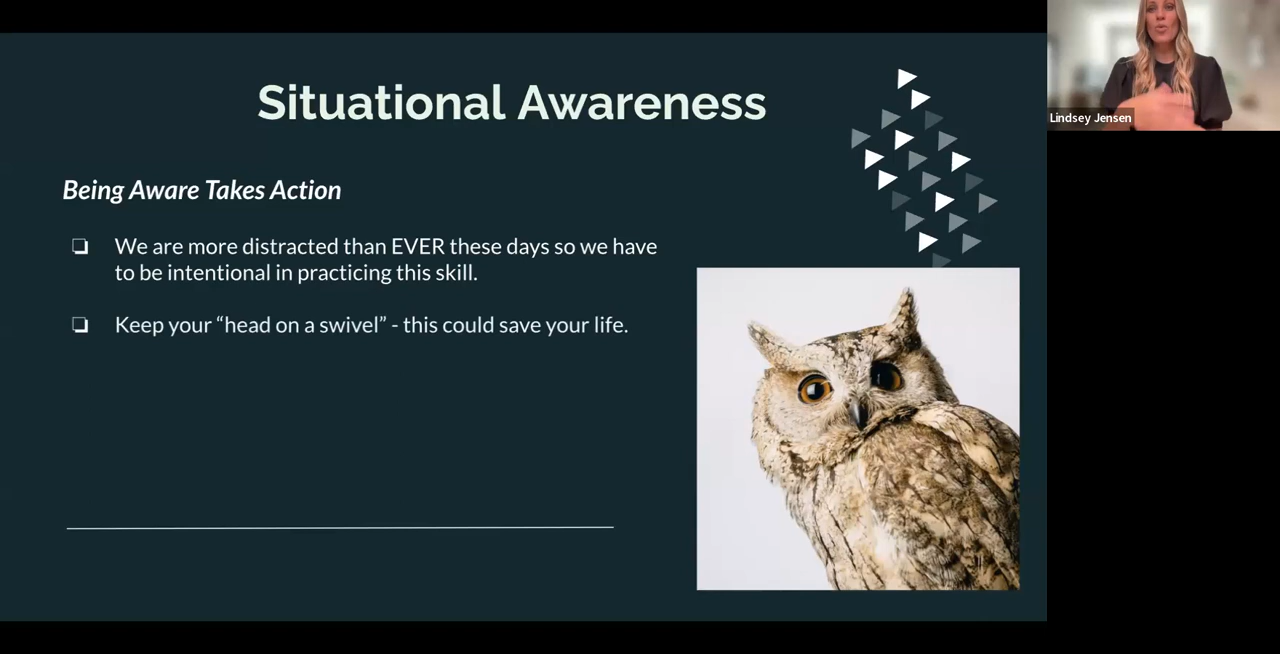 Situational Awareness
Lindsey Jensen
Being Aware Takes Action
❏ We are more distracted than EVER these days so we have
to be intentional in practicing this skill.
❏ Keep your “head on a swivel” - this could save your life.